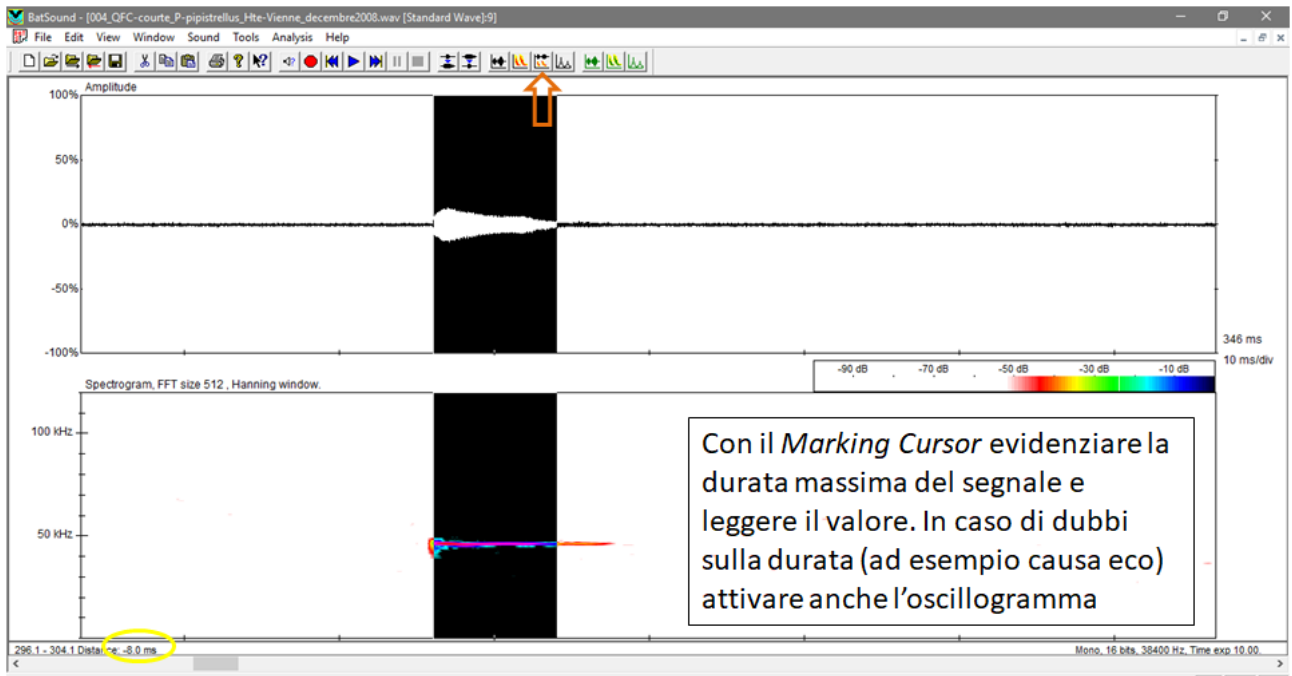 BatSound - [004_QFC-courte_P-pipistrellus_Hte-Vienne_decembre2008.wav [Standard Wave]:9]
File Edit View Window Sound Tools Analysis Help
Amplitude
100%
50%
0%
-50%
-100%
346 ms
10 ms/div
-90 dB -70 dB -50 dB -30 dB -10 dB
Spectrogram, FFT size 512 , Hanning window.
100 kHz
50 kHz
Con il Marking Cursor evidenziare la
durata massima del segnale e
leggere il valore. In caso di dubbi
sulla durata (ad esempio causa eco)
attivare anche l’oscillogramma
296.1 - 304.1 Distance: -8.0 ms
Mono, 16 bits, 38400 Hz, Time exp 10.00.